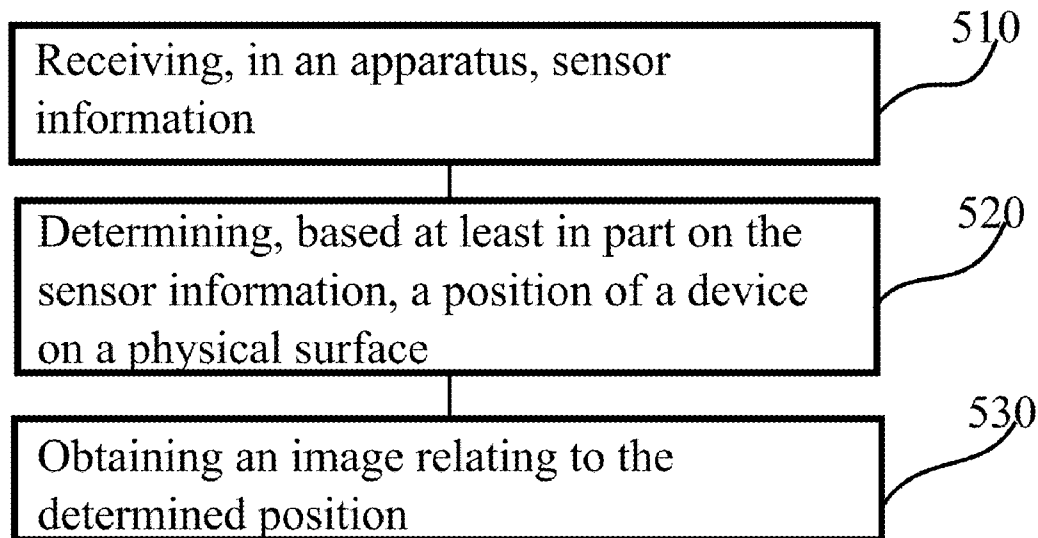 510
Receiving, in an apparatus, sensor
information
520
Determining, based at least in part on the
sensor information, a position of a device
on a physical surface
530
Obtaining an image relating to the
determined position